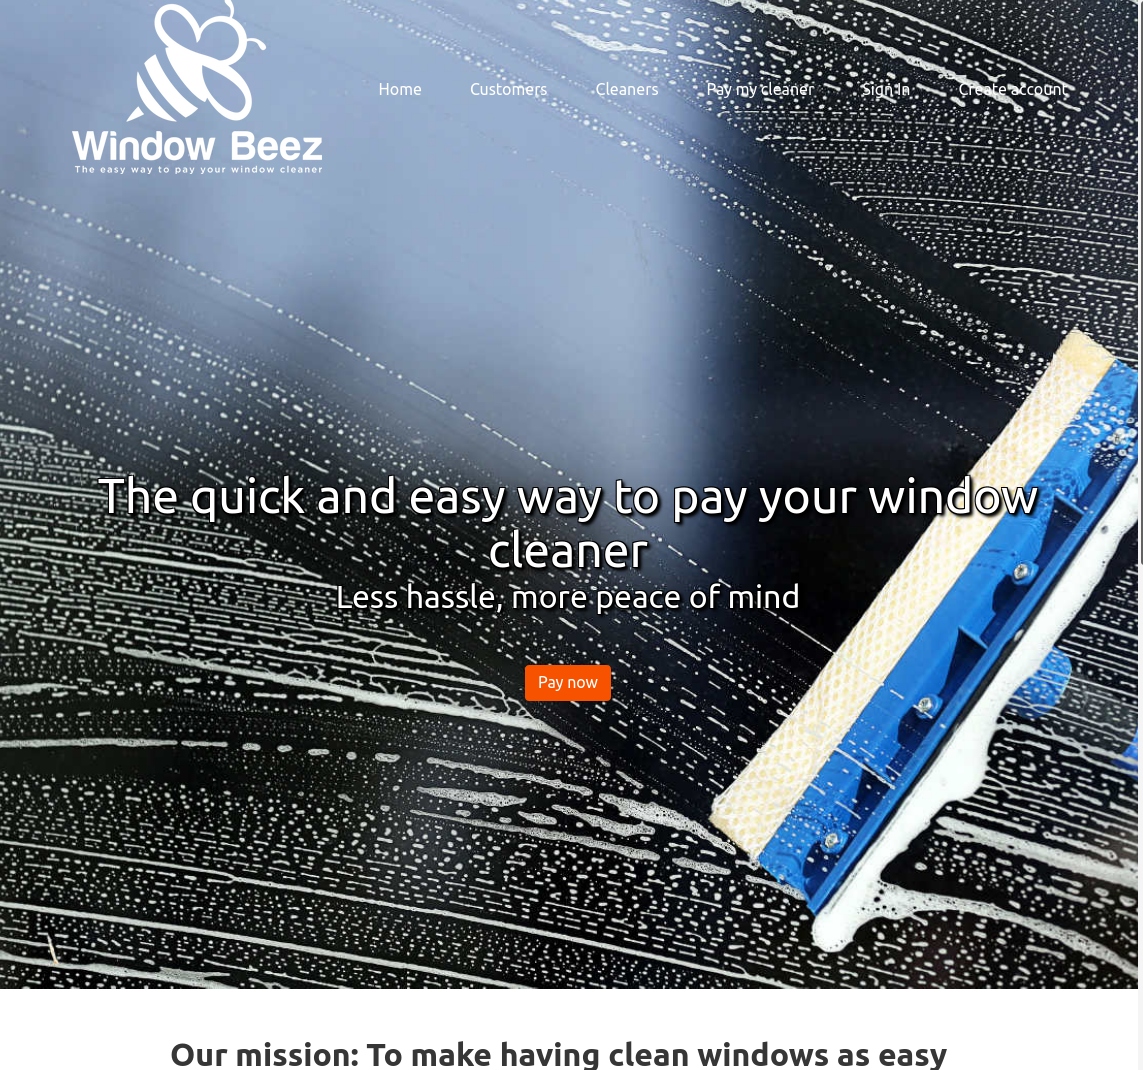 Window Beez
The easy way to pay your window cleaner
Home Customers Cleaners Pay my cleaner Sign In Create account
The quick and easy way to pay your window
cleaner
Less hassle, more peace of mind
Pay now
Our mission: To make having clean windows as easy